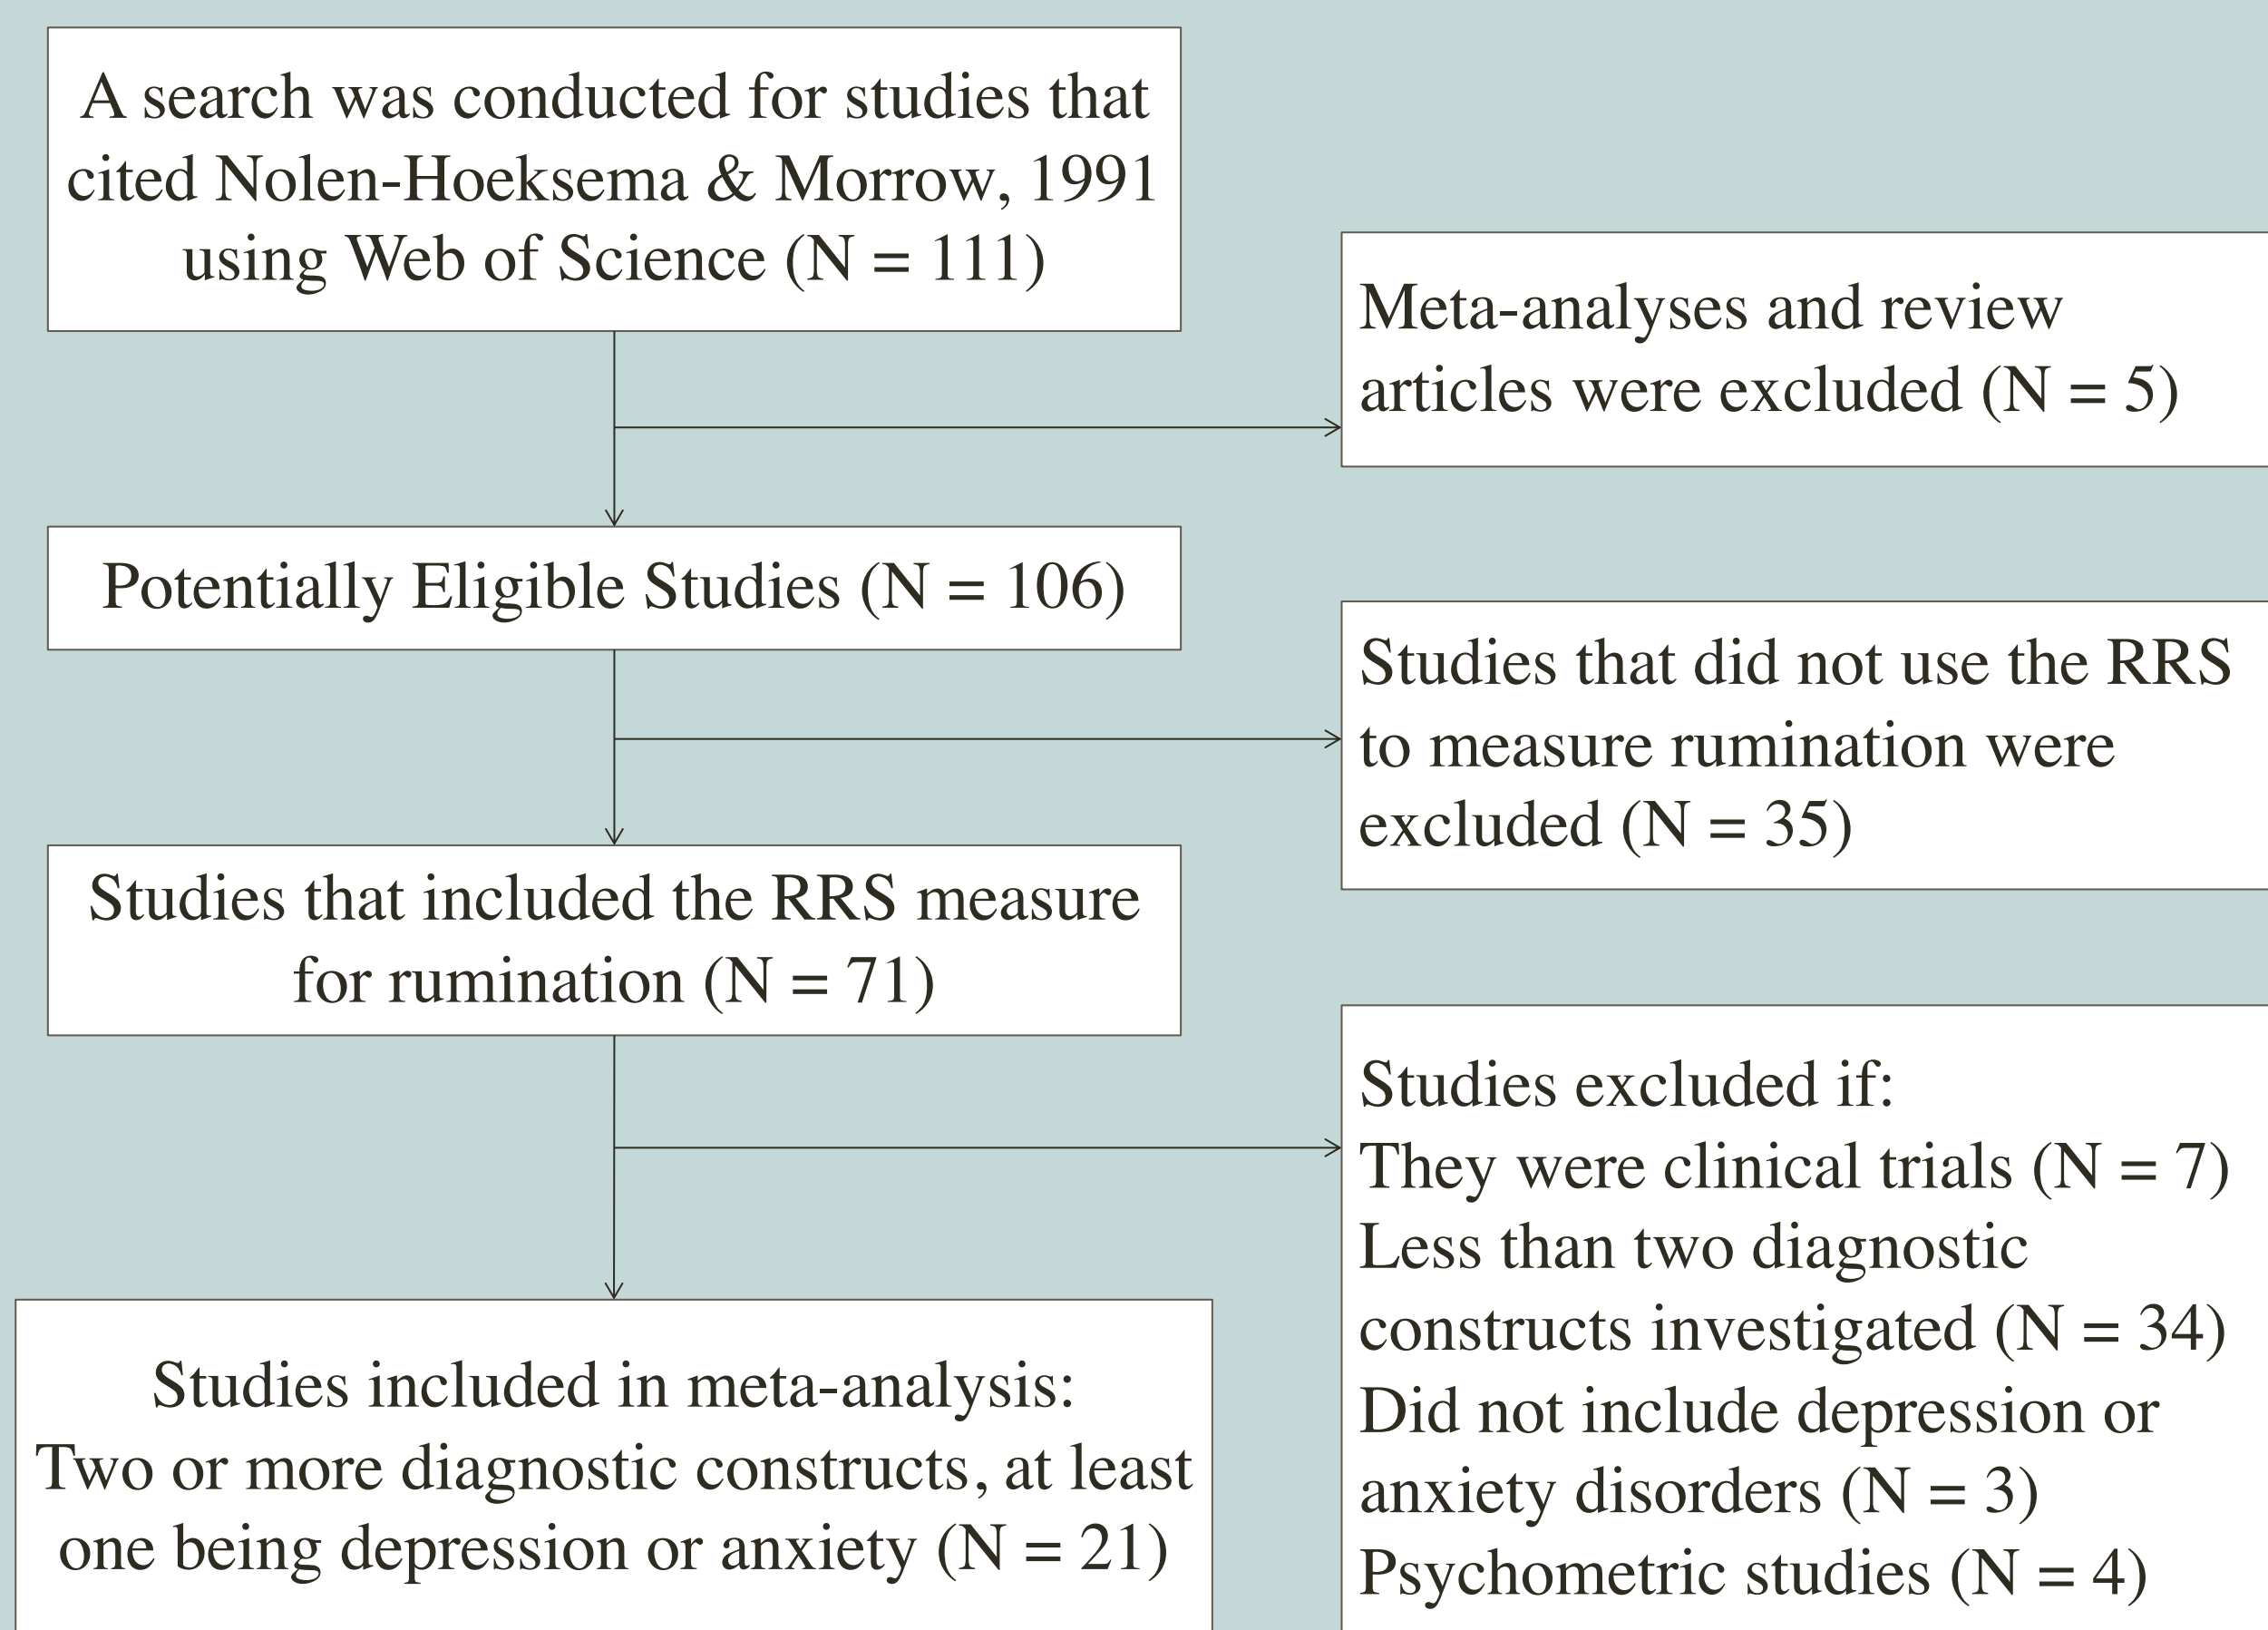 A search was conducted for studies that
cited Nolen-Hoeksema & Morrow, 1991
using Web of Science (N = 111)
Meta-analyses and review
articles were excluded (N = 5)
Potentially Eligible Studies (N = 106)
Studies that did not use the RRS
to measure rumination were
excluded (N = 35)
Studies that included the RRS measure
for rumination (N = 71)
Studies excluded if:
They were clinical trials (N = 7)
Less than two diagnostic
constructs investigated (N = 34)
Did not include depression or
anxiety disorders (N = 3)
Psychometric studies (N = 4)
Studies included in meta-analysis:
Two or more diagnostic constructs, at least
one being depression or anxiety (N = 21)